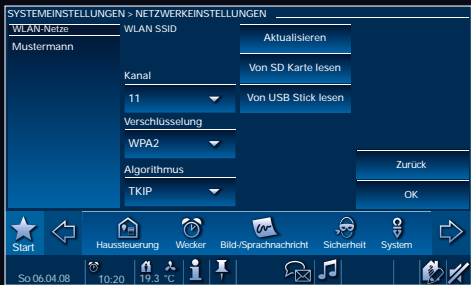 SYSTEMEINSTELLUNGEN > NETZWERKEINSTELLUNGEN
WLAN-Netze
Mustermann
WLAN SSID
Kanal
11
Verschlüsselung
WPA2
Algorithmus
TKIP
Aktualisieren
Von SD Karte lesen
Von USB Stick lesen
Zurück
OK
Start
Haussteuerung
Wecker
Bild-/Sprachnachricht
Sicherheit
System
So 06.04.08
10:20
19.3 °C